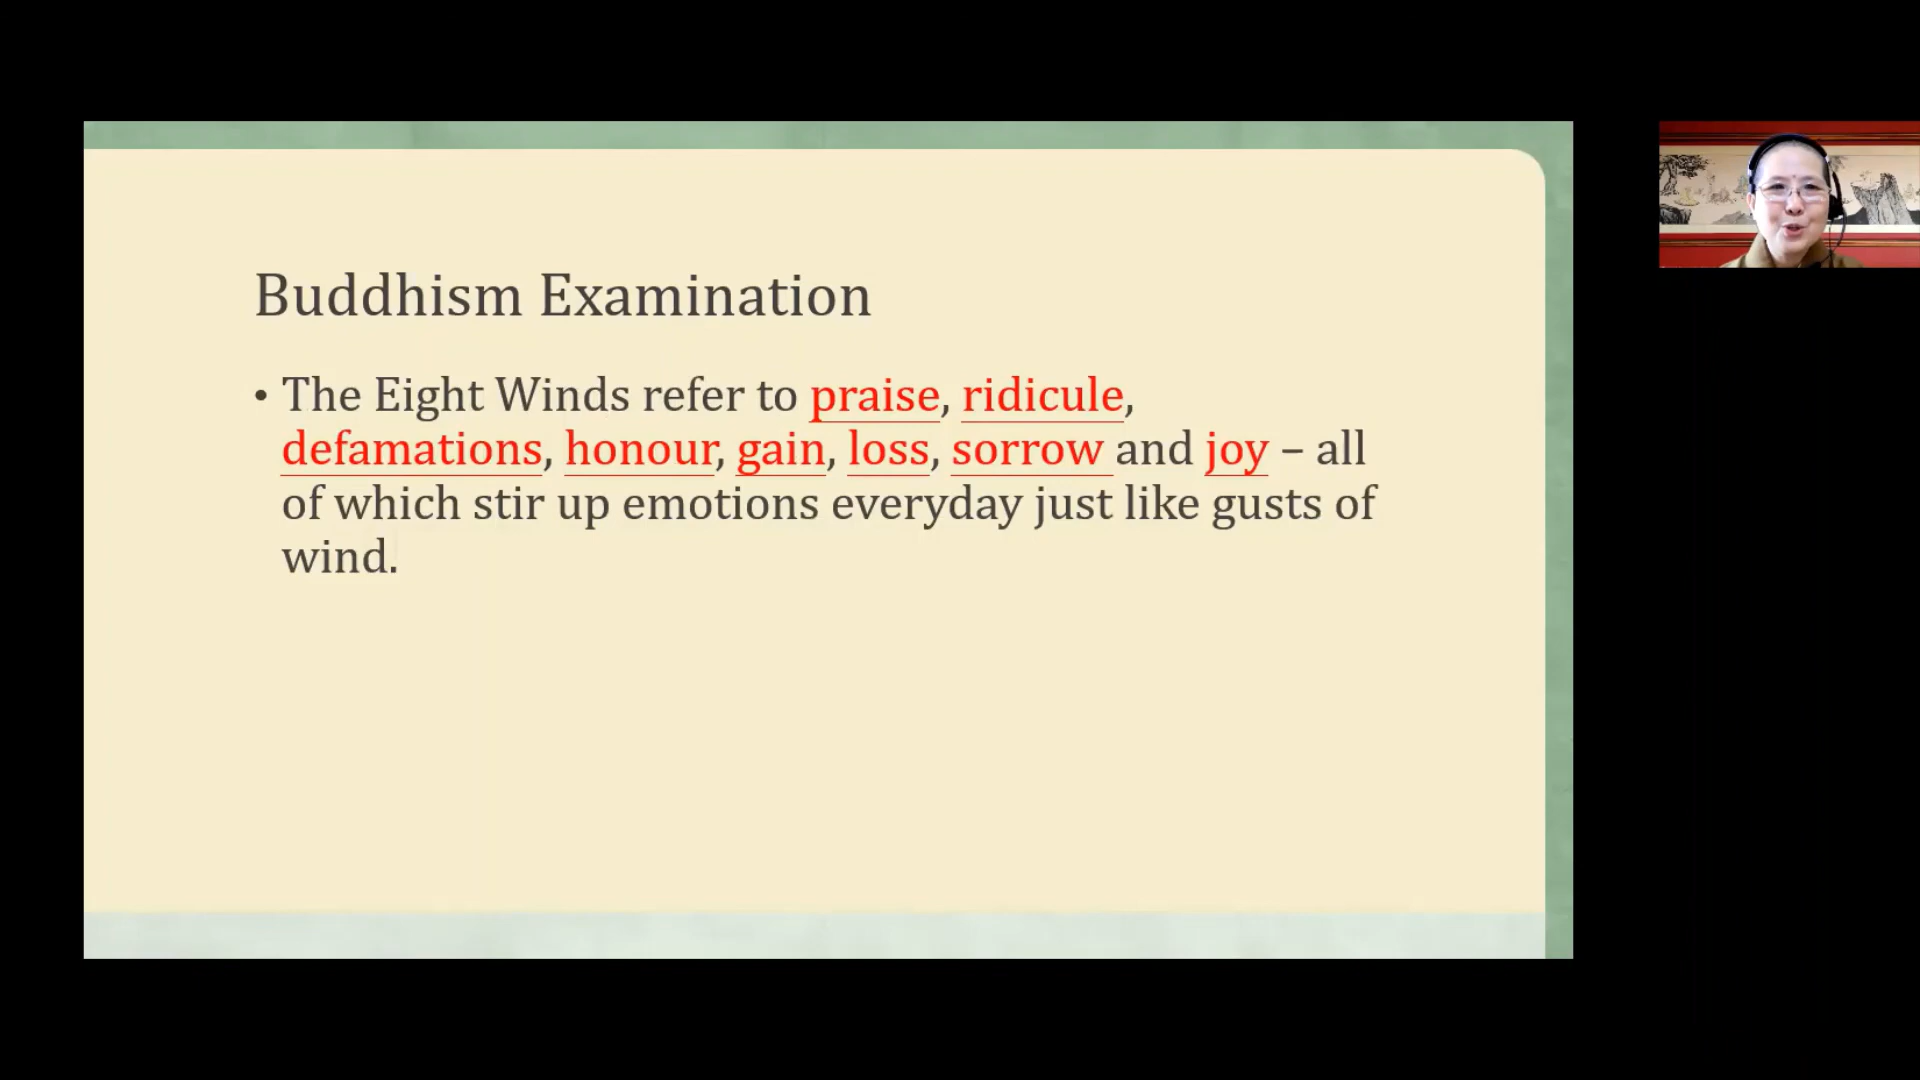 Buddhism Examination
• The Eight Winds refer to praise, ridicule,
defamations, honour, gain, loss, sorrow and joy – all
of which stir up emotions everyday just like gusts of
wind.